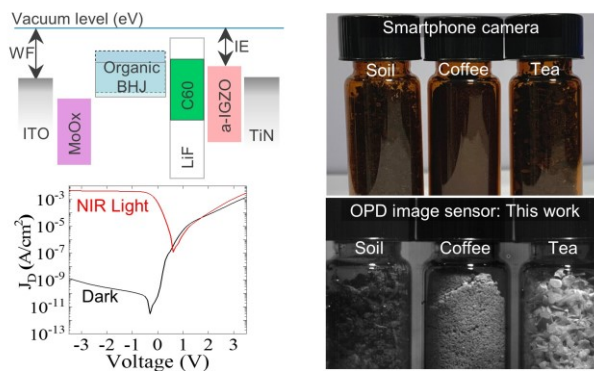 Vacuum level (eV)
WF
IE
Organic
BHJ
C60
a-IGZO
ITO
MoOx
LiF
TiN
J_D (A/cm²)
10⁻³
10⁻⁵
10⁻⁷
10⁻⁹
10⁻¹¹
10⁻¹³
NIR Light
Dark
-3 -2 -1 0 1 2 3
Voltage (V)
Smartphone camera
Soil Coffee Tea
OPD image sensor: This work
Soil Coffee Tea